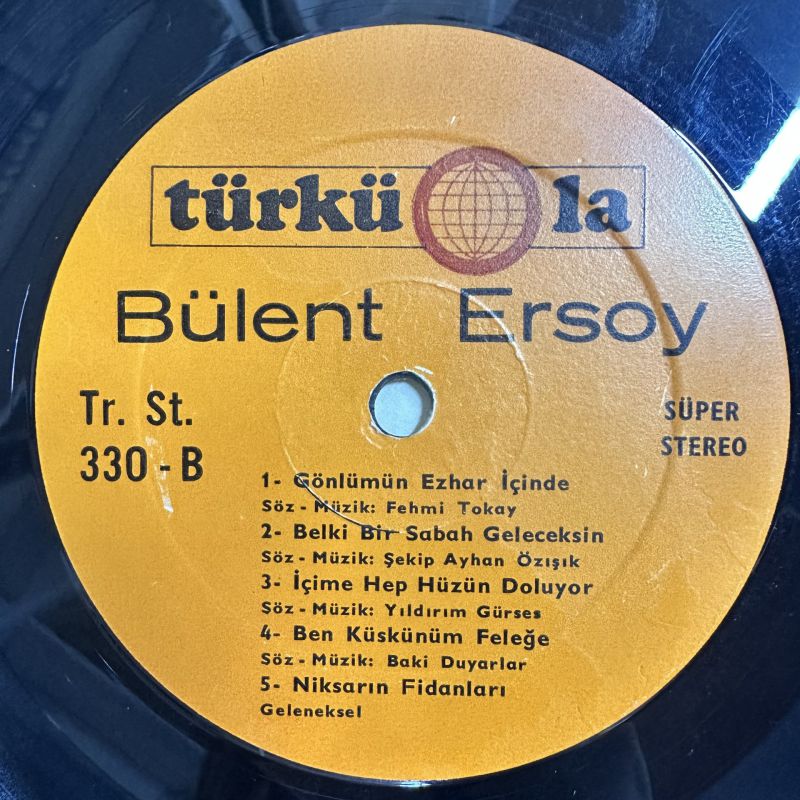 türküola
Bülent Ersoy
Tr. St.
330 - B
SÜPER
STEREO
1- Gönlümün Ezhar İçinde
Söz - Müzik: Fehmi Tokay
2- Belki Bir Sabah Geleceksin
Söz - Müzik: Şekip Ayhan Özışık
3- İçime Hep Hüzün Doluyor
Söz - Müzik: Yıldırım Gürses
4- Ben Küskünüm Feleğe
Söz - Müzik: Baki Duyarlar
5- Niksarın Fidanları
Geleneksel